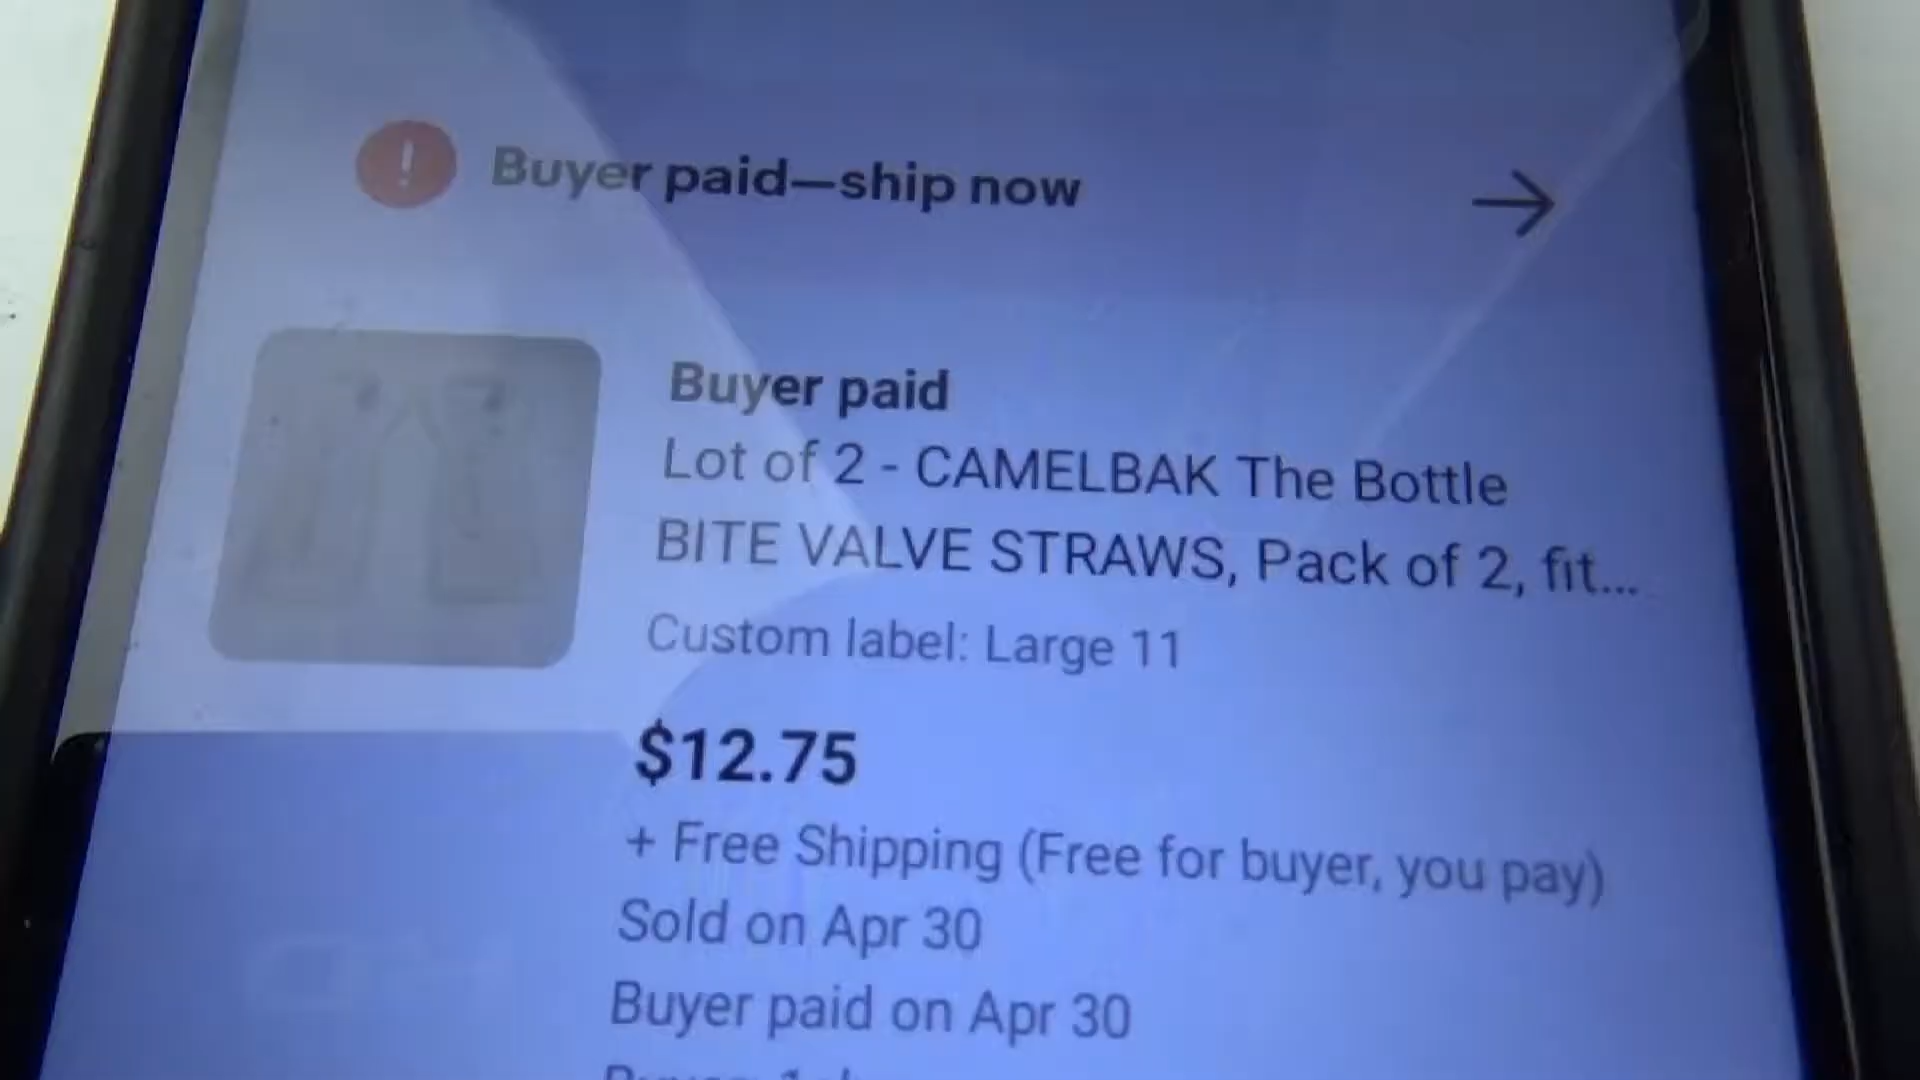 Buyer paid—ship now
Buyer paid
Lot of 2 - CAMELBAK The Bottle
BITE VALVE STRAWS, Pack of 2, fit...
Custom label: Large 11
$12.75
+ Free Shipping (Free for buyer, you pay)
Sold on Apr 30
Buyer paid on Apr 30